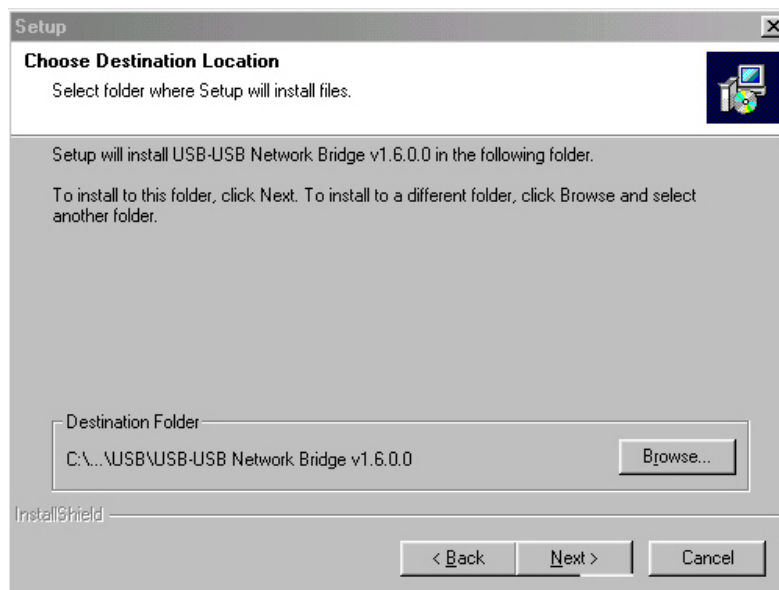 Setup
Choose Destination Location
Select folder where Setup will install files.
Setup will install USB-USB Network Bridge v1.6.0.0 in the following folder.
To install to this folder, click Next. To install to a different folder, click Browse and select
another folder.
Destination Folder
C:\...\USB\USB-USB Network Bridge v1.6.0.0
Browse...
InstallShield
< Back
Next >
Cancel